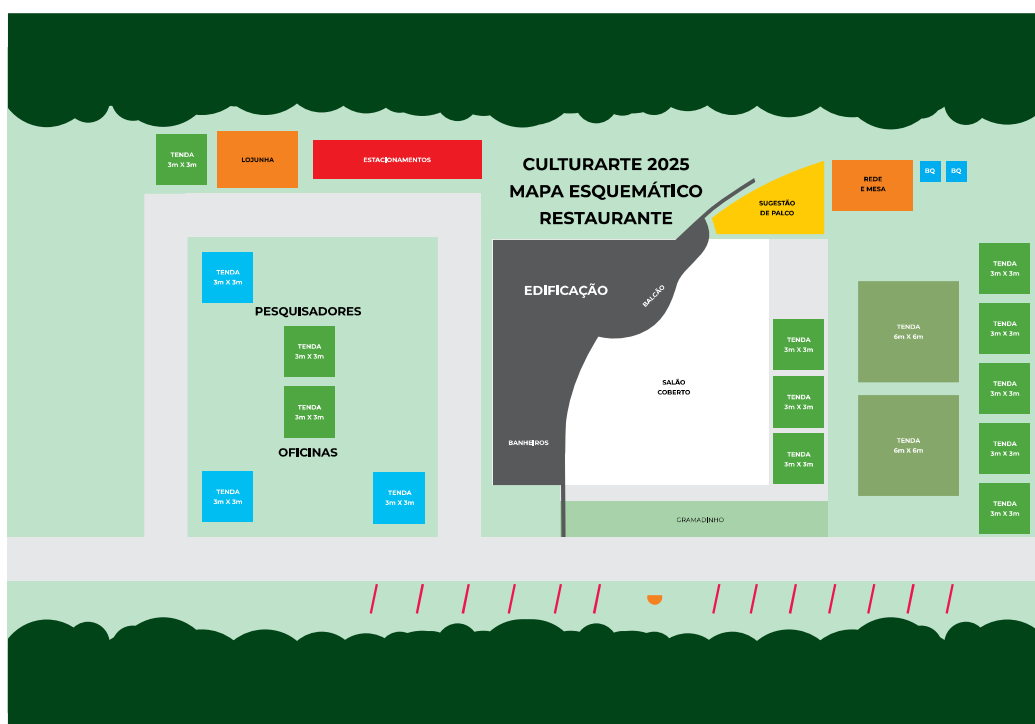 CULTURARTE 2025
MAPA ESQUEMÁTICO
RESTAURANTE
TENDA
3m X 3m
LOJUNHA
ESTACIONAMENTOS
SUGESTÃO
DE PALCO
REDE
E MESA
BQ
BQ
TENDA
3m X 3m
PESQUISADORES
TENDA
3m X 3m
TENDA
3m X 3m
OFICINAS
TENDA
3m X 3m
TENDA
3m X 3m
EDIFICAÇÃO
BALCÃO
SALÃO
COBERTO
BANHEIROS
GRAMADINHO
TENDA
3m X 3m
TENDA
3m X 3m
TENDA
3m X 3m
TENDA
6m X 6m
TENDA
6m X 6m
TENDA
3m X 3m
TENDA
3m X 3m
TENDA
3m X 3m
TENDA
3m X 3m
TENDA
3m X 3m